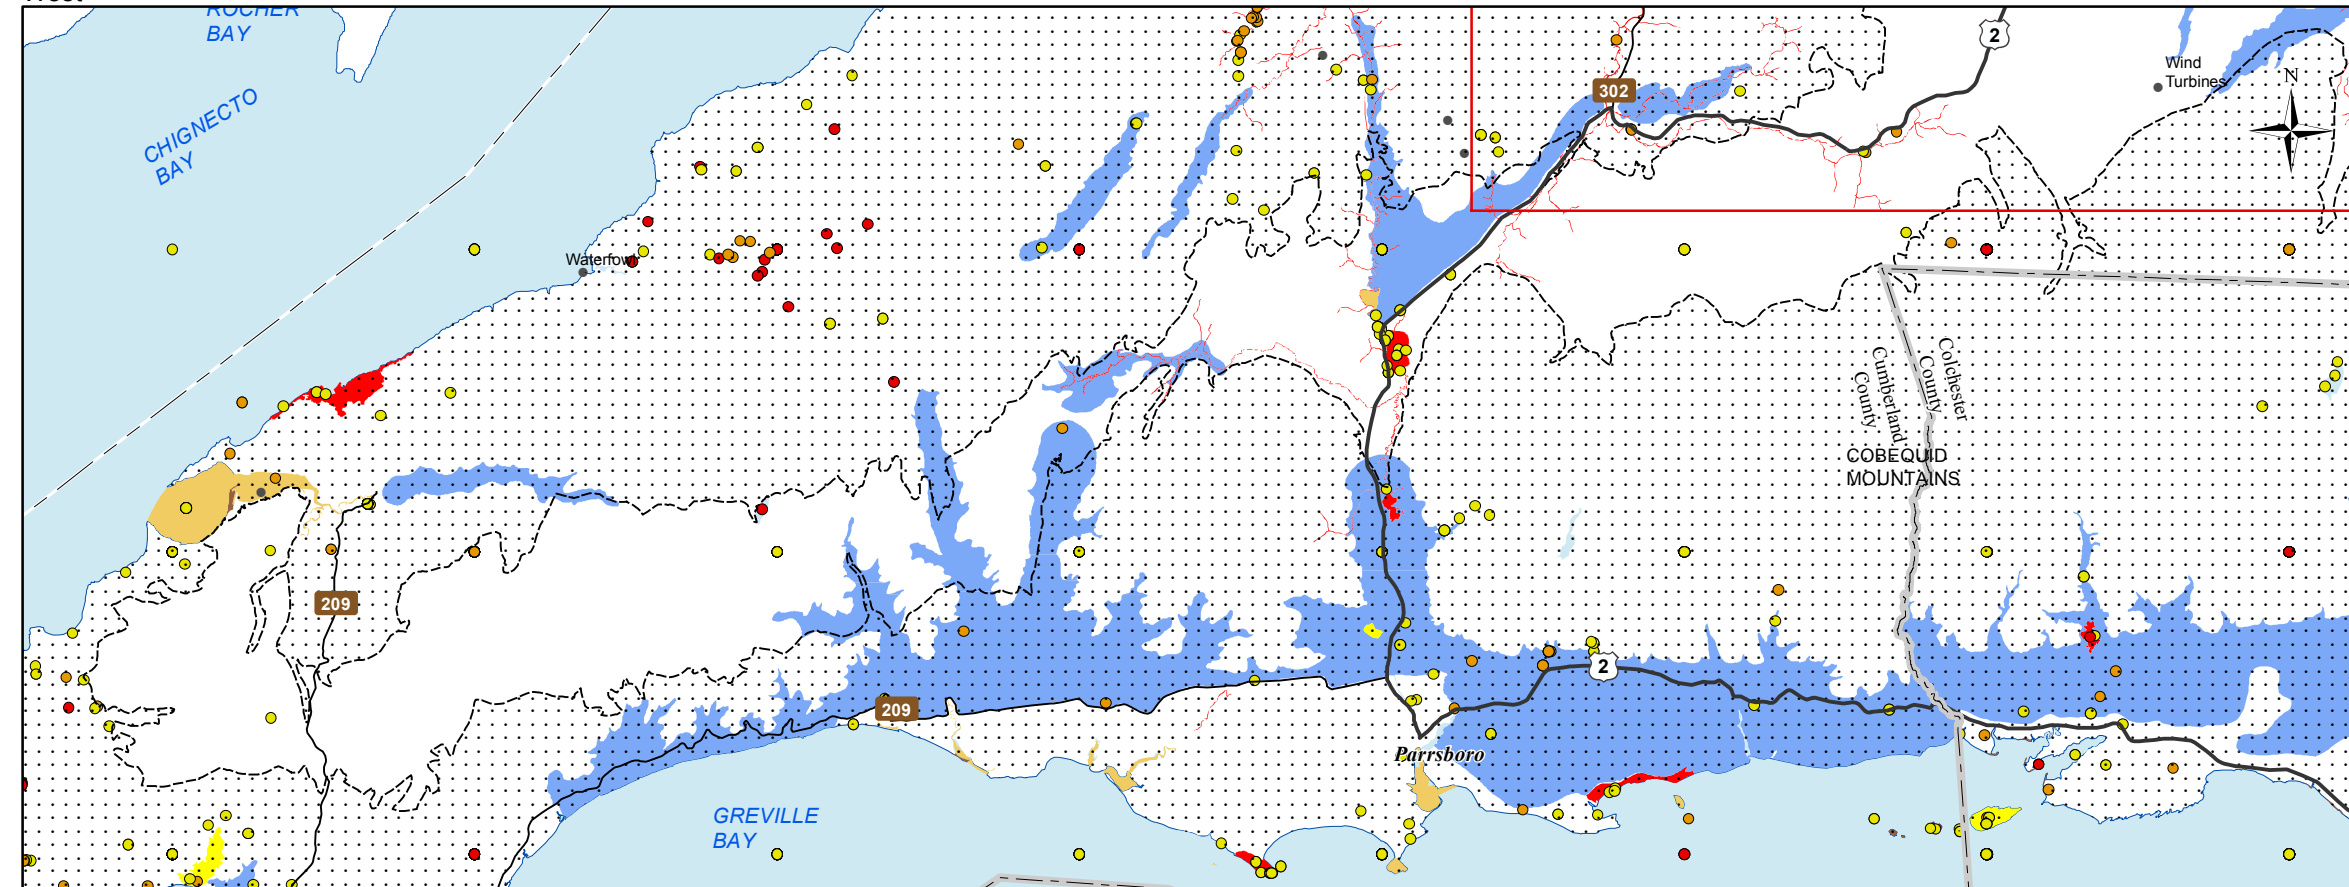 ROCHER
BAY
2
Wind
Turbines
N
302
CHIGNECTO
BAY
Waterfowl
Colchester
County
Cumberland
County
COBEQUID
MOUNTAINS
209
2
209
Parrsboro
GREVILLE
BAY